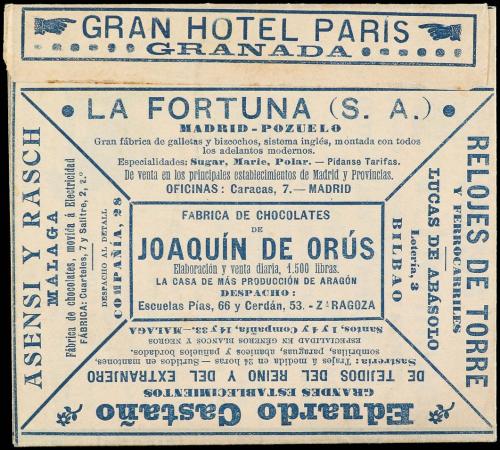 GRAN HOTEL PARIS
GRANADA
LA FORTUNA (S. A.)
MADRID-POZUELO
Gran fábrica de galletas y bizcochos, sistema inglés, montada con todos
los adelantos modernos.
Especialidades: Sugar, Marie, Polar. — Pídanse Tarifas.
De venta en los principales establecimientos de Madrid y Provincias.
OFICINAS: Caracas, 7. — MADRID
ASENSI Y RASCH
MALAGA
Fábrica de chocolates, movida á Electricidad
FÁBRICA: Cuarteles, 7 y Salitre, 2, 2.º
DESPACHO AL DETALL
COMPAÑÍA, 28
FABRICA DE CHOCOLATES
DE
JOAQUÍN DE ORÚS
Elaboración y venta diaria, 1.500 libras.
LA CASA DE MÁS PRODUCCIÓN DE ARAGÓN
DESPACHO:
Escuelas Pías, 66 y Cerdán, 53. - ZARAGOZA
RELOJES DE TORRE
Y FERROCARRILES
LUCAS DE ABÁSOLO
Lotería, 3
BILBAO
Eduardo Castaño
GRANDES ESTABLECIMIENTOS
DE TEJIDOS DEL REINO Y DEL EXTRANJERO
Sastrería: Trajes á medida en 24 horas. — Surtidos en mantones,
sombrillas, paraguas, abanicos y pañuelos bordados.
ESPECIALIDAD EN GÉNEROS BLANCOS Y NEGROS
Santos, 1 y 4 y Compañía, 14 y 33.-MALAGA